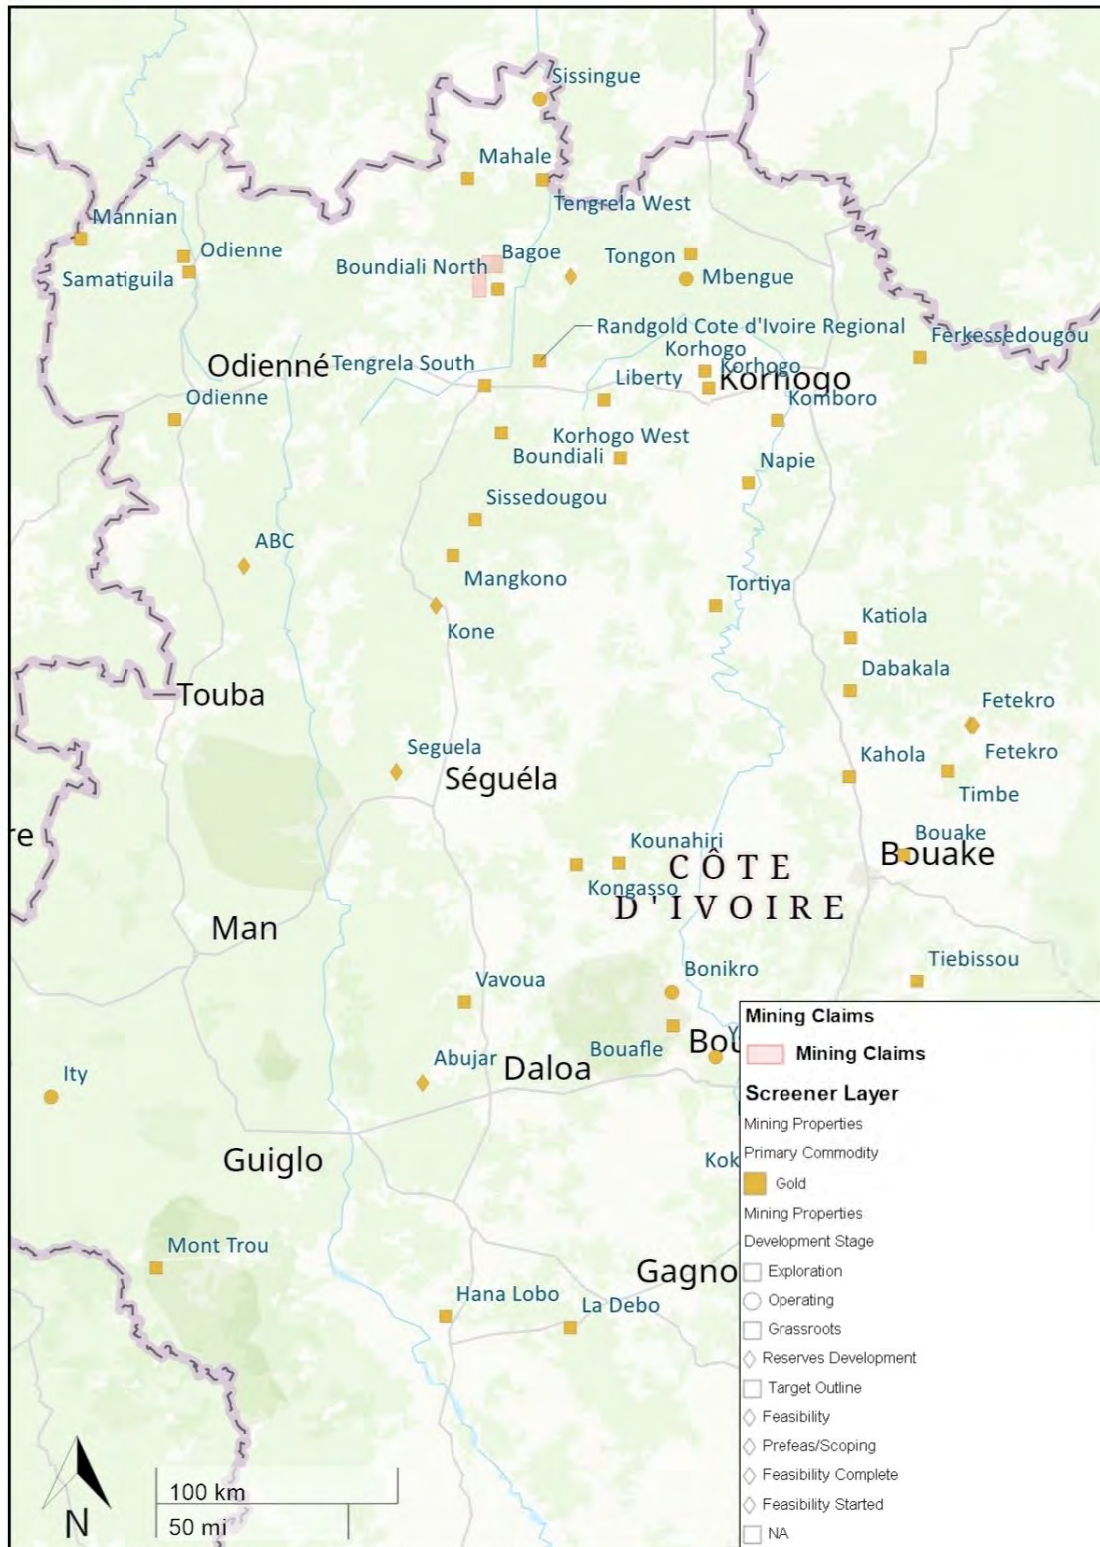 Sissingue
Mahale
Tengrela West
Mannian
Odienne
Samatiguila
Bagoe
Boundiali North
Tongon
Mbengue
Randgold Cote d'Ivoire Regional
Ferkessedougou
Korhogo
Korhogo
Korhogo
Odienné
Tengrela South
Liberty
Odienne
Komboro
Korhogo West
Boundiali
Napie
Sissedougou
ABC
Mangkono
Kone
Tortiya
Katiola
Dabakala
Touba
Fetekro
Fetekro
Seguela
Séguéla
Kahola
Timbe
re
Kounahiri
Bouake
Bouake
CÔTE
D'IVOIRE
Kongasso
Man
Tiebissou
Vavoua
Bonikro
Bouafle
Bou
Y
Abujar
Daloa
Ity
Guiglo
Kok
Mont Trou
Gagno
Hana Lobo
La Debo
Mining Claims
Mining Claims
Screener Layer
Mining Properties
Primary Commodity
Gold
Mining Properties
Development Stage
Exploration
Operating
Grassroots
Reserves Development
Target Outline
Feasibility
Prefeas/Scoping
Feasibility Complete
Feasibility Started
NA
100 km
50 mi
N